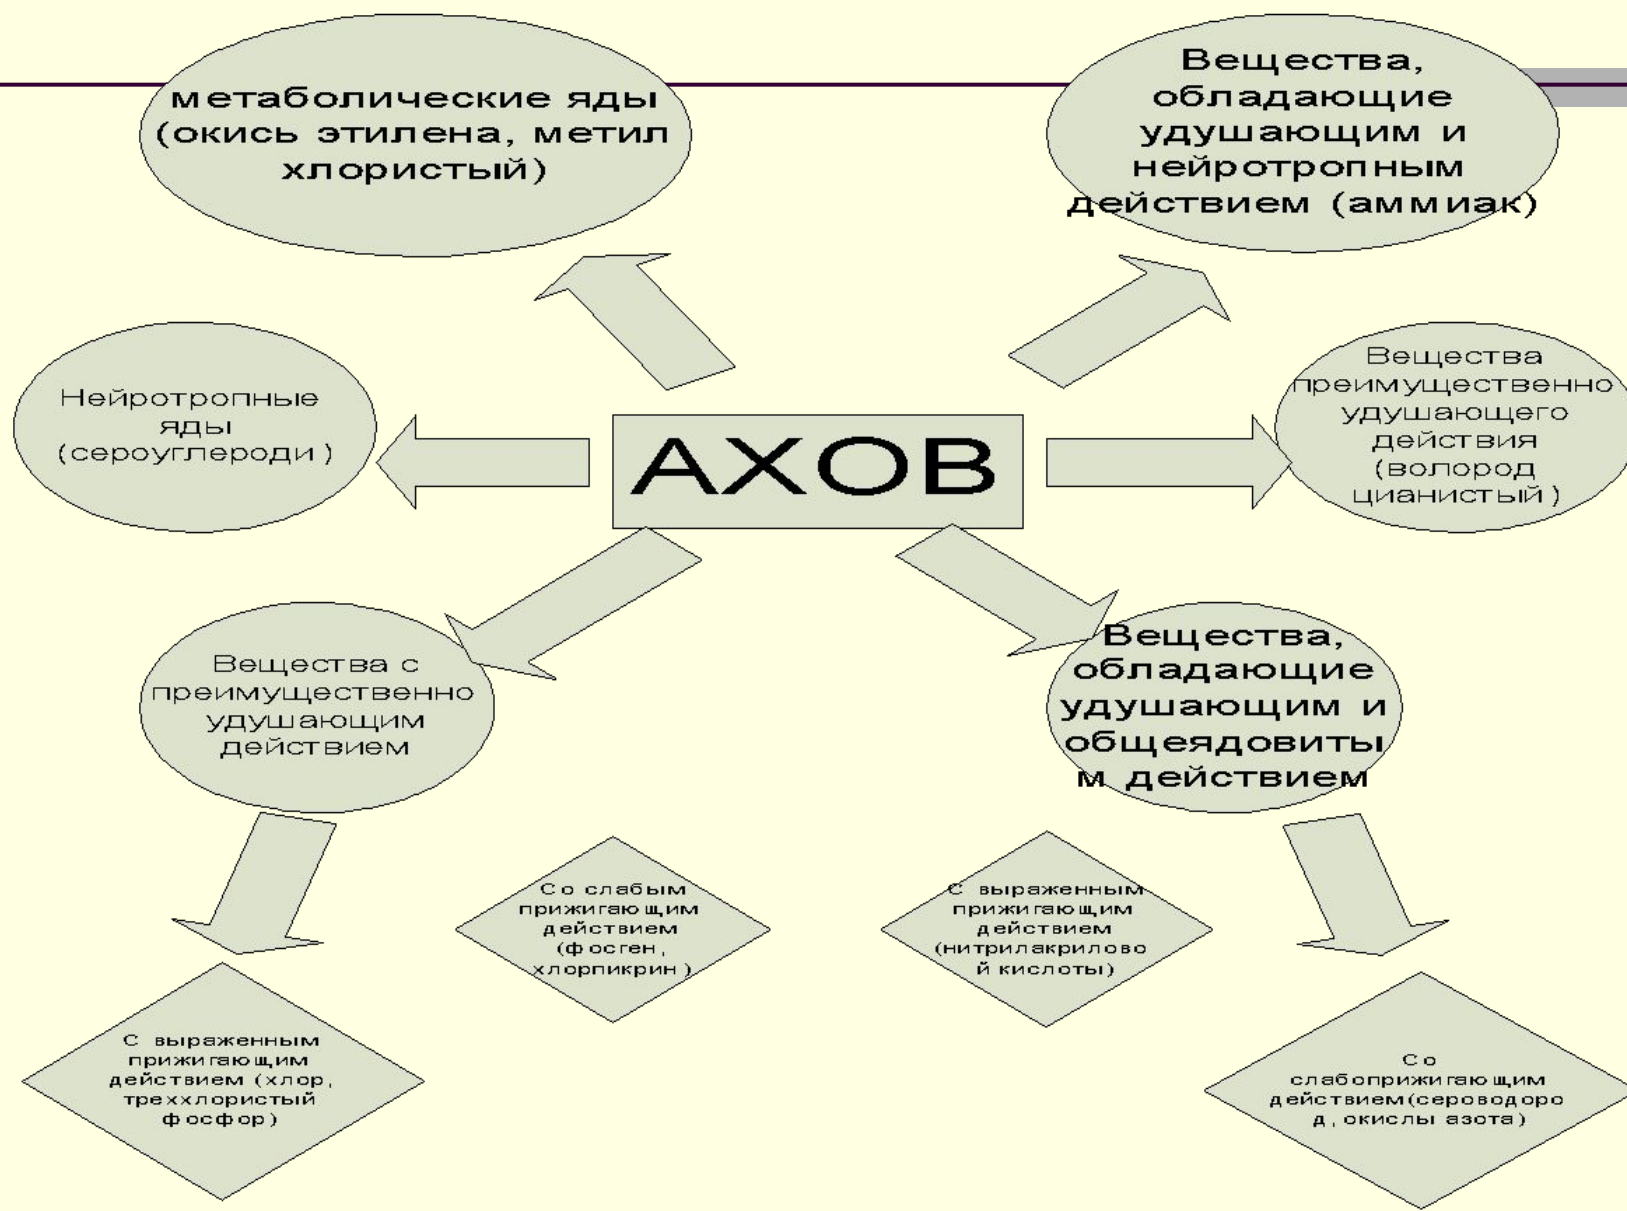 метаболические яды
(окись этилена, метил
хлористый)
Вещества,
обладающие
удушающим и
нейротропным
действием (аммиак)
Нейротропные
яды
(сероуглероди)
АХОВ
Вещества
преимущественно
удушающего
действия
(волород
цианистый)
Вещества с
преимущественно
удушающим
действием
Вещества,
обладающие
удушающим и
общеядовиты
м действием
Со слабым
прижигающим
действием
(фосген,
хлорпикрин)
С выраженным
прижигающим
действием
(нитрилакрилово
й кислоты)
С выраженным
прижигающим
действием (хлор,
треххлористый
фосфор)
Со
слабоприжигающим
действием(сероводоро
д, окислы азота)